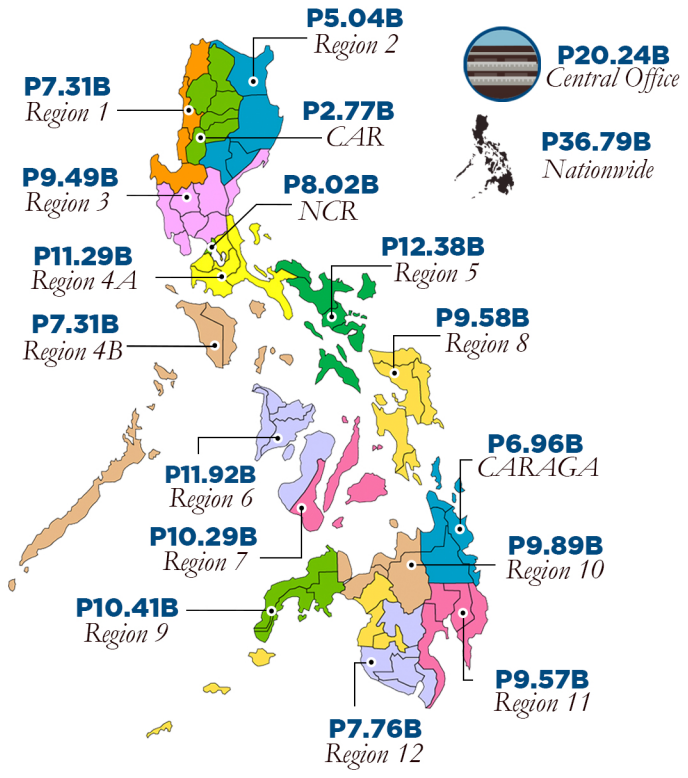 P5.04B
Region 2
P20.24B
Central Office
P7.31B
Region 1
P2.77B
CAR
P36.79B
Nationwide
P9.49B
Region 3
P8.02B
NCR
P11.29B
Region 4A
P12.38B
Region 5
P7.31B
Region 4B
P9.58B
Region 8
P11.92B
Region 6
P6.96B
CARAGA
P10.29B
Region 7
P9.89B
Region 10
P10.41B
Region 9
P9.57B
Region 11
P7.76B
Region 12